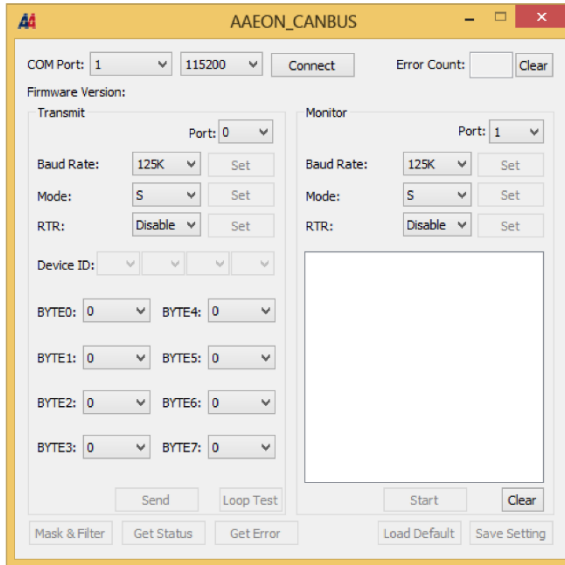 AAEON_CANBUS
COM Port: 1 115200 Connect Error Count: Clear
Firmware Version:
Transmit
Port: 0
Baud Rate: 125K Set
Mode: S Set
RTR: Disable Set
Device ID:
BYTE0: 0 BYTE4: 0
BYTE1: 0 BYTE5: 0
BYTE2: 0 BYTE6: 0
BYTE3: 0 BYTE7: 0
Send Loop Test
Monitor
Port: 1
Baud Rate: 125K Set
Mode: S Set
RTR: Disable Set
Start Clear
Mask & Filter Get Status Get Error Load Default Save Setting